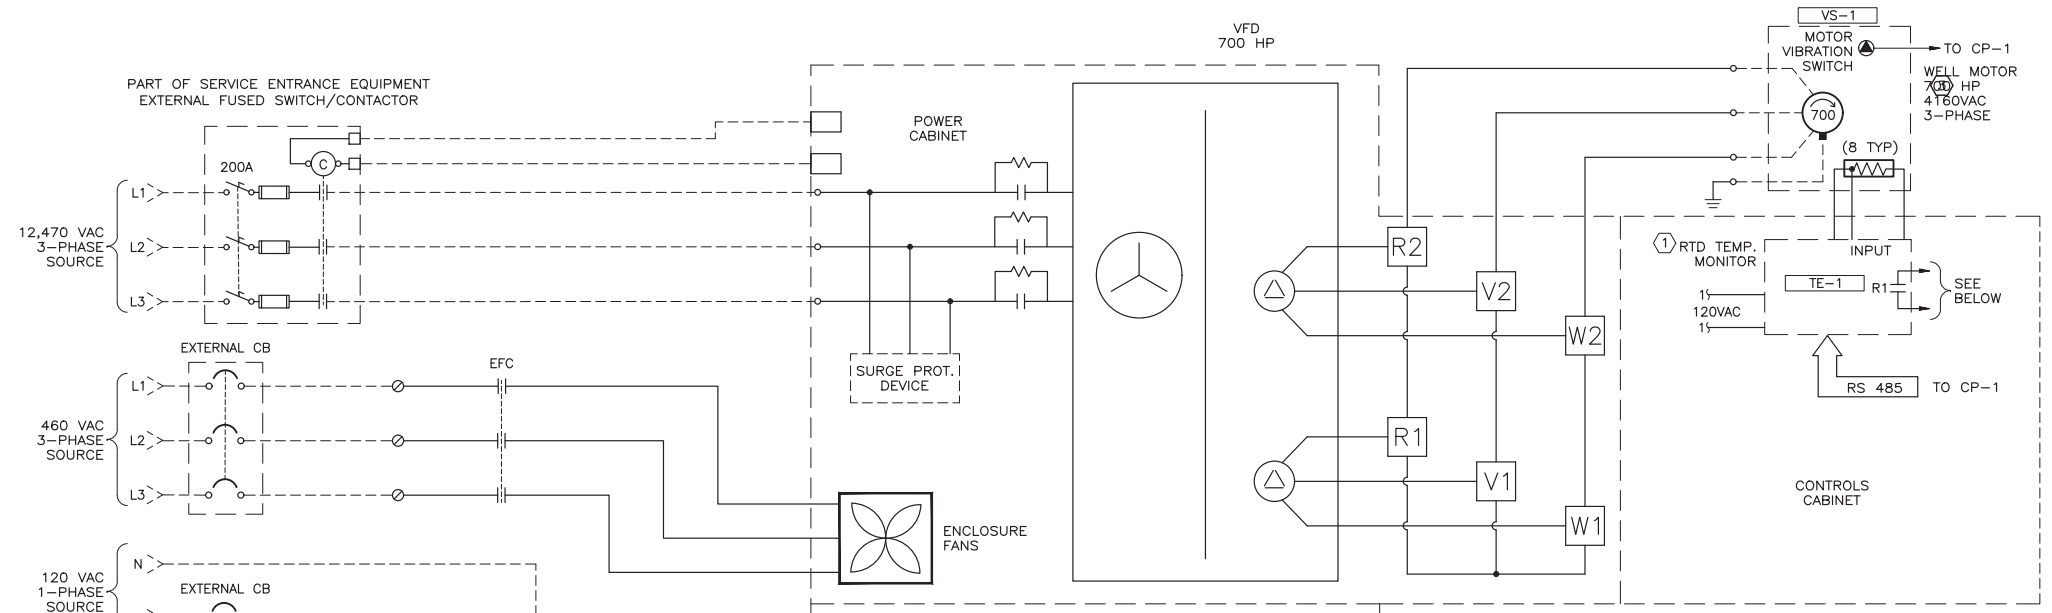 VS-1
VFD
700 HP
MOTOR
VIBRATION
SWITCH
TO CP-1
WELL MOTOR
700 HP
4160VAC
3-PHASE
700
(8 TYP)
PART OF SERVICE ENTRANCE EQUIPMENT
EXTERNAL FUSED SWITCH/CONTACTOR
POWER
CABINET
200A
C
12,470 VAC
3-PHASE
SOURCE
L1
L2
L3
SURGE PROT.
DEVICE
R2
V2
W2
R1
V1
W1
1
RTD TEMP.
MONITOR
INPUT
TE-1
R1
SEE
BELOW
1
120VAC
1
RS 485
TO CP-1
CONTROLS
CABINET
EXTERNAL CB
EFC
460 VAC
3-PHASE
SOURCE
L1
L2
L3
ENCLOSURE
FANS
120 VAC
1-PHASE
SOURCE
N
EXTERNAL CB